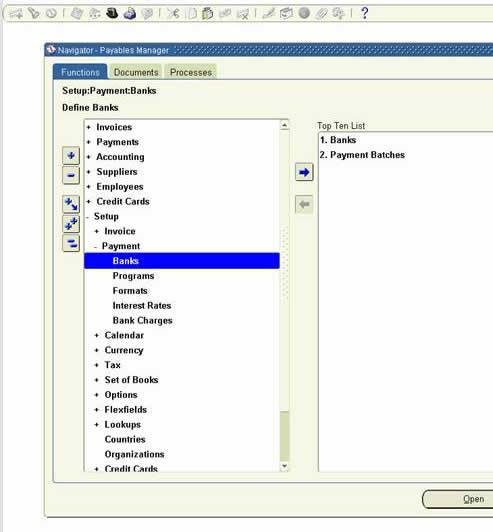 Navigator - Payables Manager
Functions Documents Processes
Setup:Payment:Banks
Define Banks
+ Invoices
+ Payments
+ Accounting
+ Suppliers
+ Employees
+ Credit Cards
- Setup
+ Invoice
- Payment
Banks
Programs
Formats
Interest Rates
Bank Charges
+ Calendar
+ Currency
+ Tax
+ Set of Books
+ Options
+ Flexfields
+ Lookups
Countries
Organizations
+ Credit Cards
Top Ten List
1. Banks
2. Payment Batches
Open